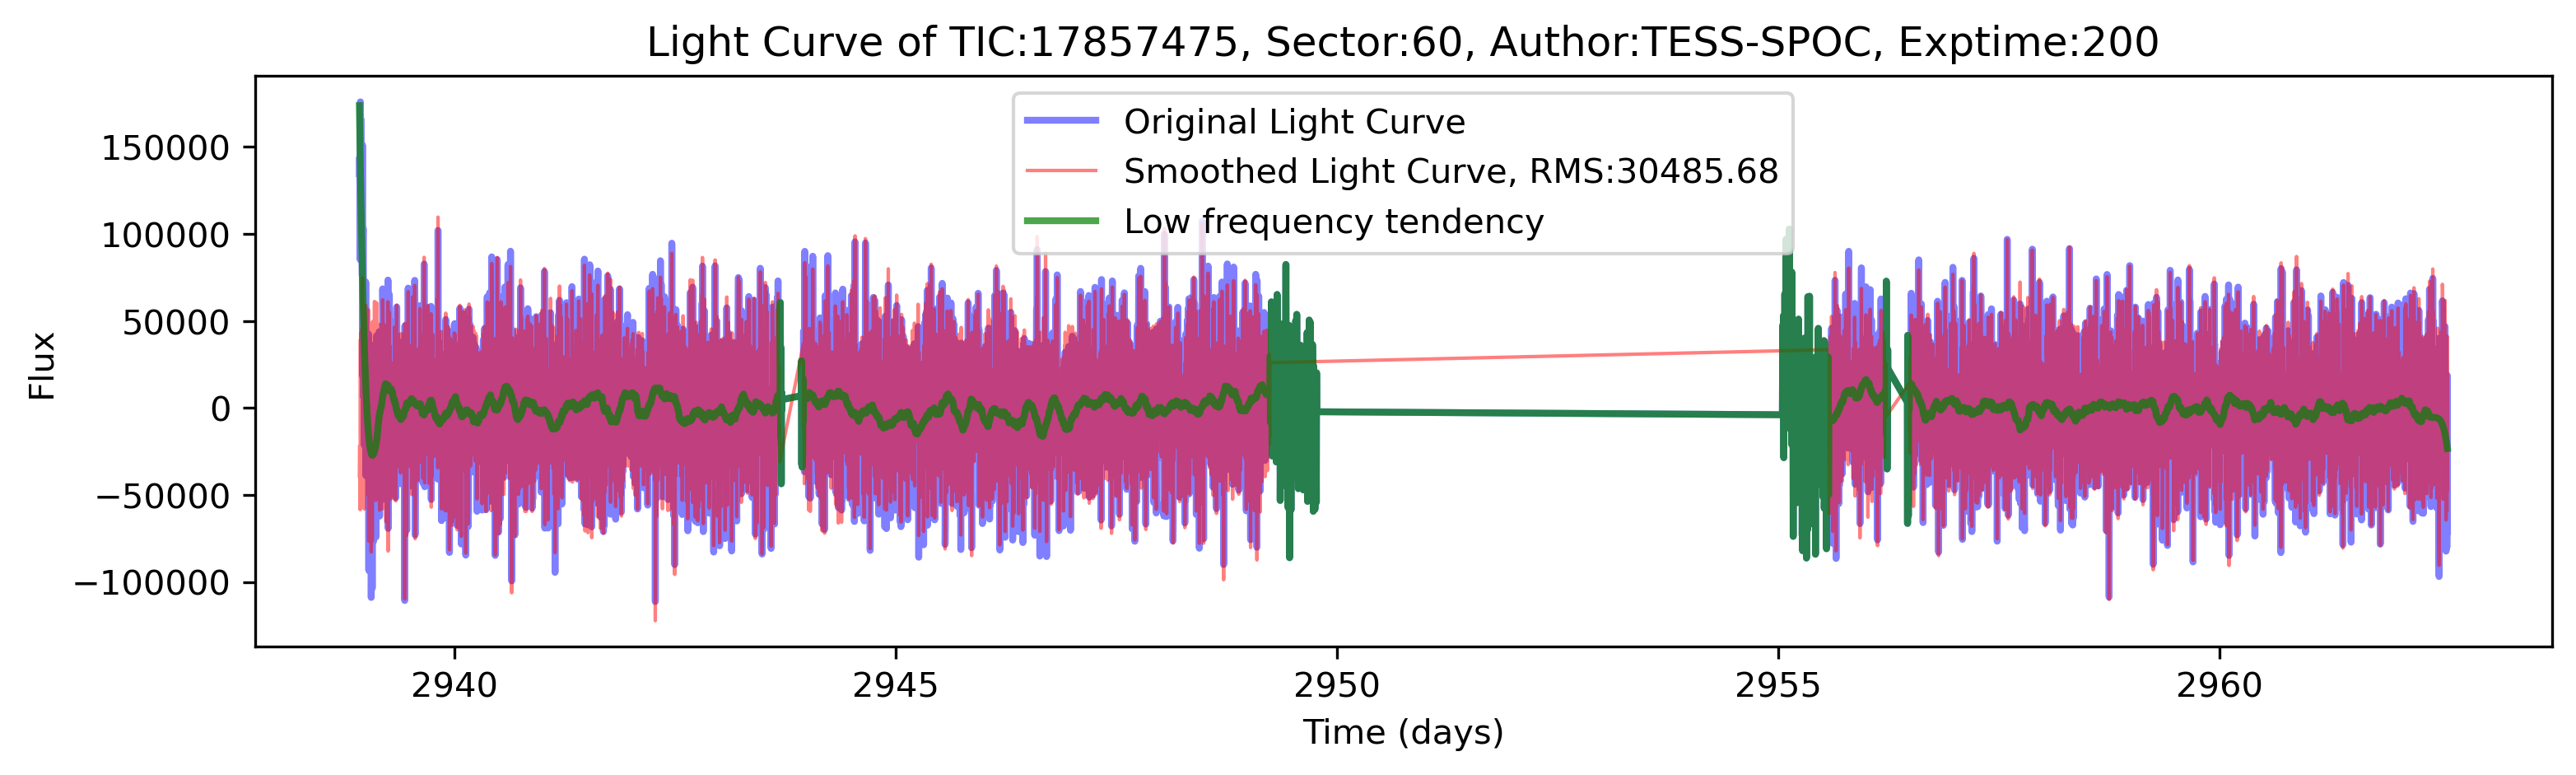 Light Curve of TIC:17857475, Sector:60, Author:TESS-SPOC, Exptime:200
Original Light Curve
Smoothed Light Curve, RMS:30485.68
Low frequency tendency
Flux
150000
100000
50000
0
−50000
−100000
2940
2945
2950
2955
2960
Time (days)